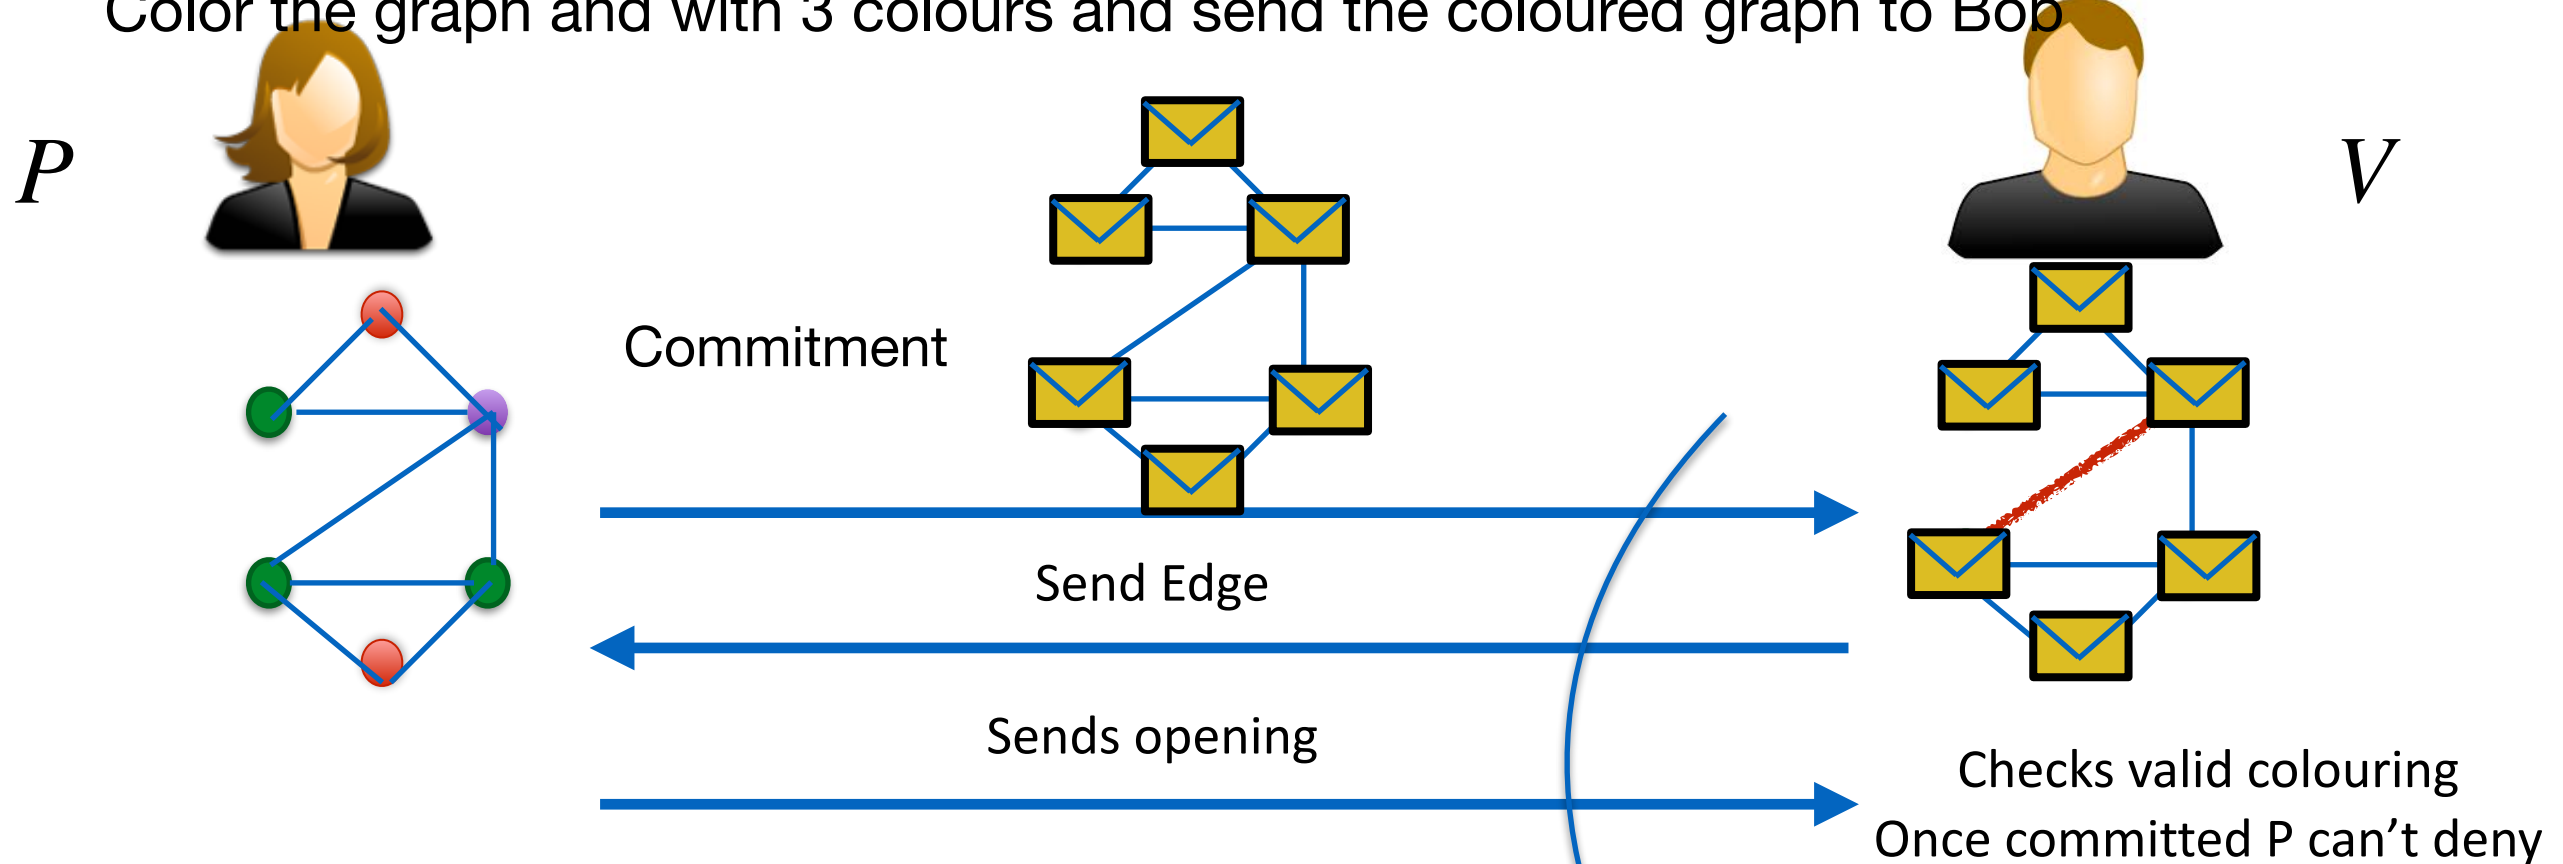 Color the graph and with 3 colours and send the coloured graph to Bob
P
V
Commitment
Send Edge
Sends opening
Checks valid colouring
Once committed P can't deny